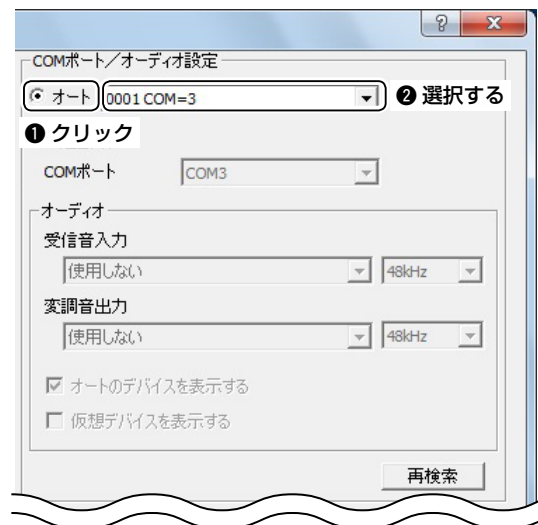 ?
COMポート／オーディオ設定
オート 0001 COM=3 ❷ 選択する
❶ クリック
COMポート COM3
オーディオ
受信音入力
使用しない 48kHz
変調音出力
使用しない 48kHz
オートのデバイスを表示する
仮想デバイスを表示する
再検索